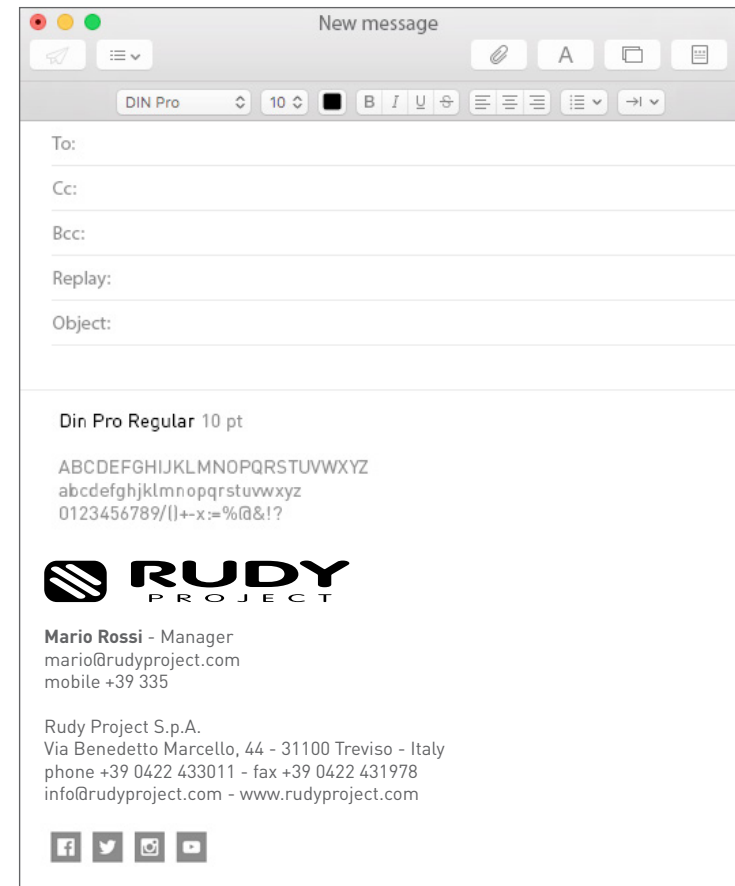 New message
A
DIN Pro 10 B I U S
To:
Cc:
Bcc:
Replay:
Object:
Din Pro Regular 10 pt
ABCDEFGHIJKLMNOPQRSTUVWXYZ
abcdefghjklmnopqrstuvwxyz
0123456789/()+-x:=%@&!?
RUDY
PROJECT
Mario Rossi - Manager
mario@rudyproject.com
mobile +39 335
Rudy Project S.p.A.
Via Benedetto Marcello, 44 - 31100 Treviso - Italy
phone +39 0422 433011 - fax +39 0422 431978
info@rudyproject.com - www.rudyproject.com